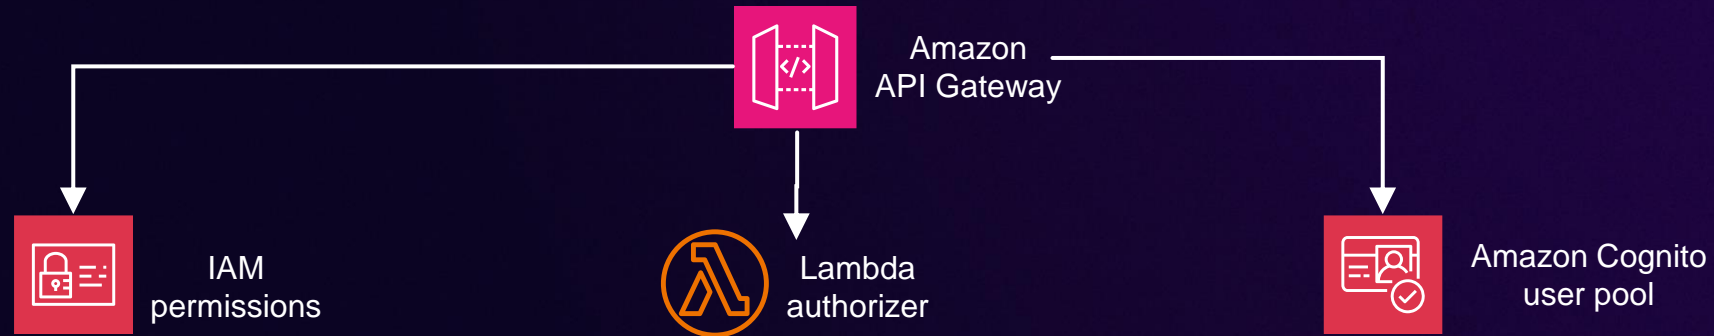 </>
Amazon
API Gateway
IAM
permissions
Lambda
authorizer
Amazon Cognito
user pool